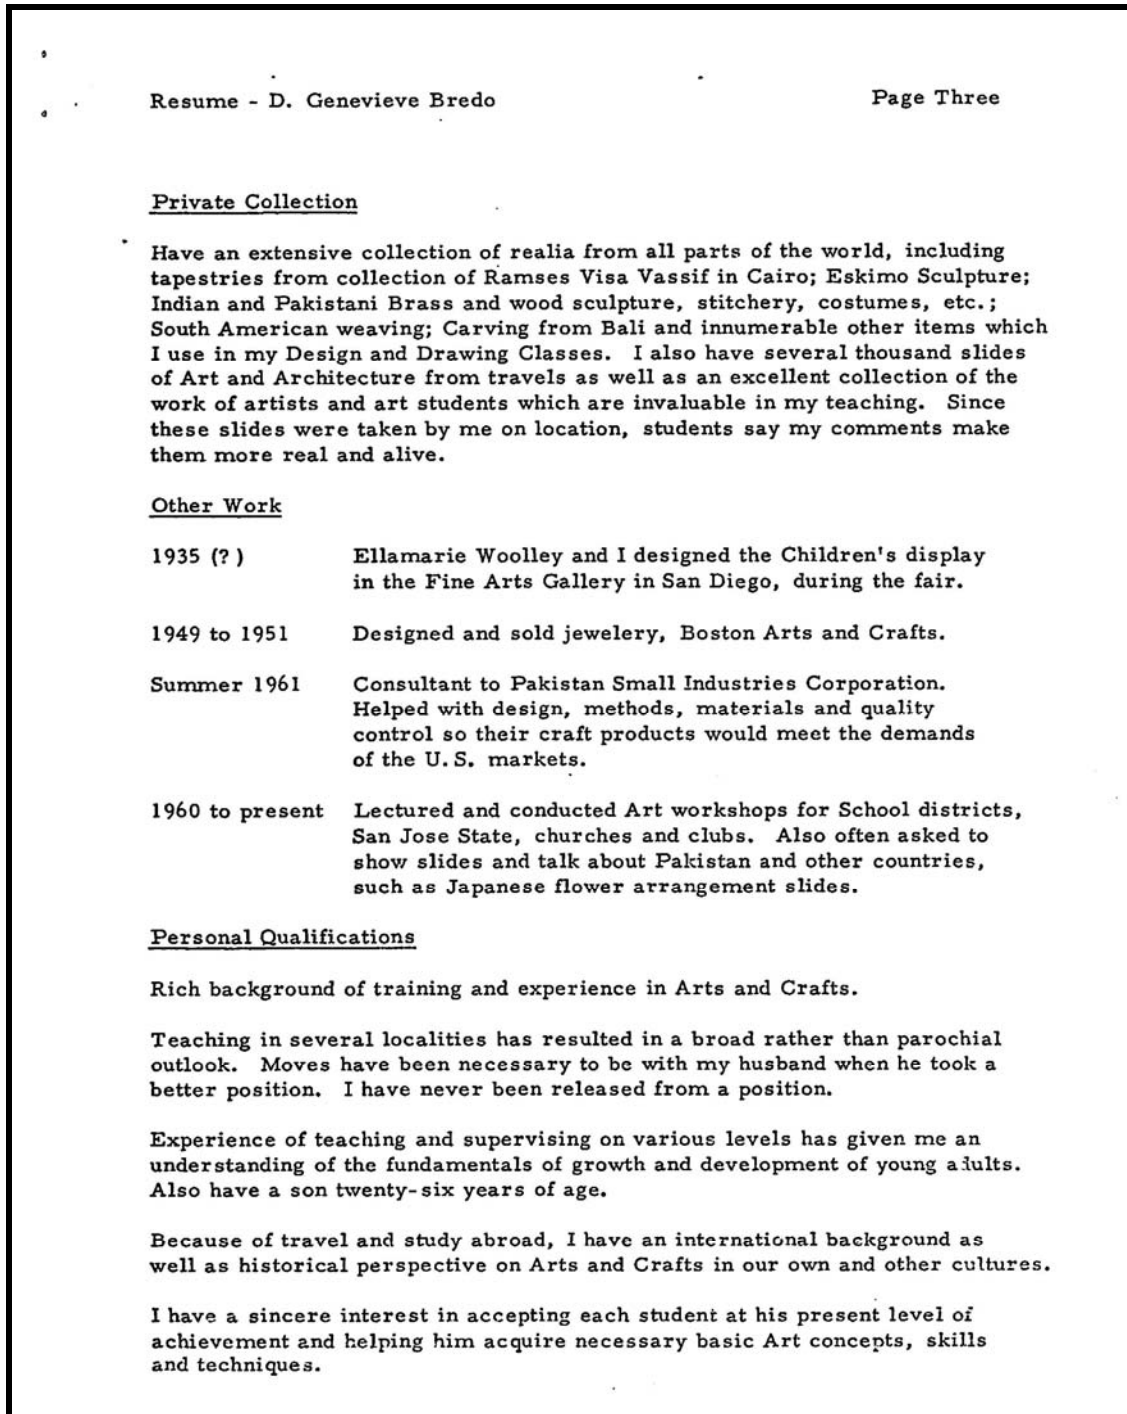 Resume - D. Genevieve Bredo Page Three
Private Collection
Have an extensive collection of realia from all parts of the world, including
tapestries from collection of Ramses Visa Vassif in Cairo; Eskimo Sculpture;
Indian and Pakistani Brass and wood sculpture, stitchery, costumes, etc.;
South American weaving; Carving from Bali and innumerable other items which
I use in my Design and Drawing Classes. I also have several thousand slides
of Art and Architecture from travels as well as an excellent collection of the
work of artists and art students which are invaluable in my teaching. Since
these slides were taken by me on location, students say my comments make
them more real and alive.
Other Work
1935 (?) Ellamarie Woolley and I designed the Children's display
in the Fine Arts Gallery in San Diego, during the fair.
1949 to 1951 Designed and sold jewelery, Boston Arts and Crafts.
Summer 1961 Consultant to Pakistan Small Industries Corporation.
Helped with design, methods, materials and quality
control so their craft products would meet the demands
of the U.S. markets.
1960 to present Lectured and conducted Art workshops for School districts,
San Jose State, churches and clubs. Also often asked to
show slides and talk about Pakistan and other countries,
such as Japanese flower arrangement slides.
Personal Qualifications
Rich background of training and experience in Arts and Crafts.
Teaching in several localities has resulted in a broad rather than parochial
outlook. Moves have been necessary to be with my husband when he took a
better position. I have never been released from a position.
Experience of teaching and supervising on various levels has given me an
understanding of the fundamentals of growth and development of young adults.
Also have a son twenty-six years of age.
Because of travel and study abroad, I have an international background as
well as historical perspective on Arts and Crafts in our own and other cultures.
I have a sincere interest in accepting each student at his present level of
achievement and helping him acquire necessary basic Art concepts, skills
and techniques.